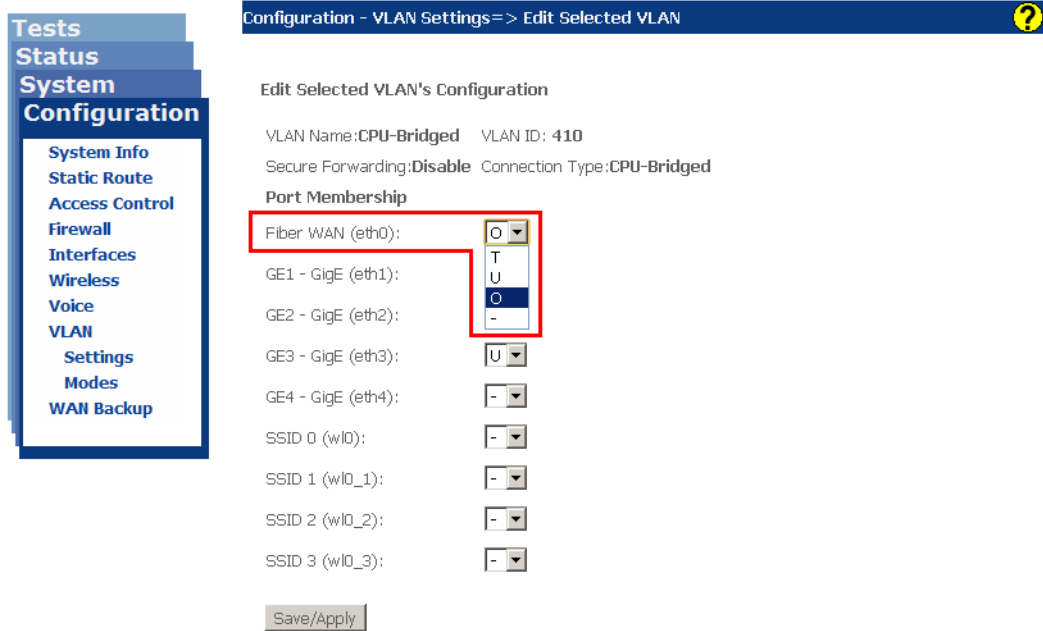 Tests
Status
System
Configuration
System Info
Static Route
Access Control
Firewall
Interfaces
Wireless
Voice
VLAN
Settings
Modes
WAN Backup
Configuration - VLAN Settings=> Edit Selected VLAN
?
Edit Selected VLAN's Configuration
VLAN Name:CPU-Bridged VLAN ID: 410
Secure Forwarding:Disable Connection Type:CPU-Bridged
Port Membership
Fiber WAN (eth0): O
T
U
O
-
GE1 - GigE (eth1):
GE2 - GigE (eth2):
GE3 - GigE (eth3): U
GE4 - GigE (eth4): -
SSID 0 (wl0): -
SSID 1 (wl0_1): -
SSID 2 (wl0_2): -
SSID 3 (wl0_3): -
Save/Apply